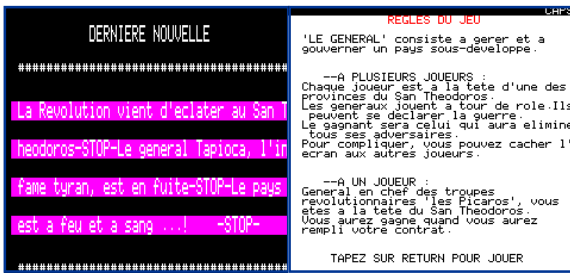 DERNIERE NOUVELLE
########################################
La Revolution vient d'eclater au San T
heodoros-STOP-Le general Tapioca, l'in
fame tyran, est en fuite-STOP-Le pays
est a feu et a sang ...! -STOP-
########################################
CAPS
REGLES DU JEU
'LE GENERAL' consiste a gerer et a
gouverner un pays sous-developpe.
--A PLUSIEURS JOUEURS :
Chaque joueur est a la tete d'une des
Provinces du San Theodoros.
Les generaux jouent a tour de role.Ils
peuvent se declarer la guerre.
Le gagnant sera celui qui aura elimine
tous ses adversaires.
Pour compliquer, vous pouvez cacher l'
ecran aux autres joueurs.
--A UN JOUEUR :
General en chef des troupes
revolutionnaires 'les Picaros', vous
etes a la tete du San Theodoros.
Vous aurez gagne quand vous aurez
rempli votre contrat.
TAPEZ SUR RETURN POUR JOUER